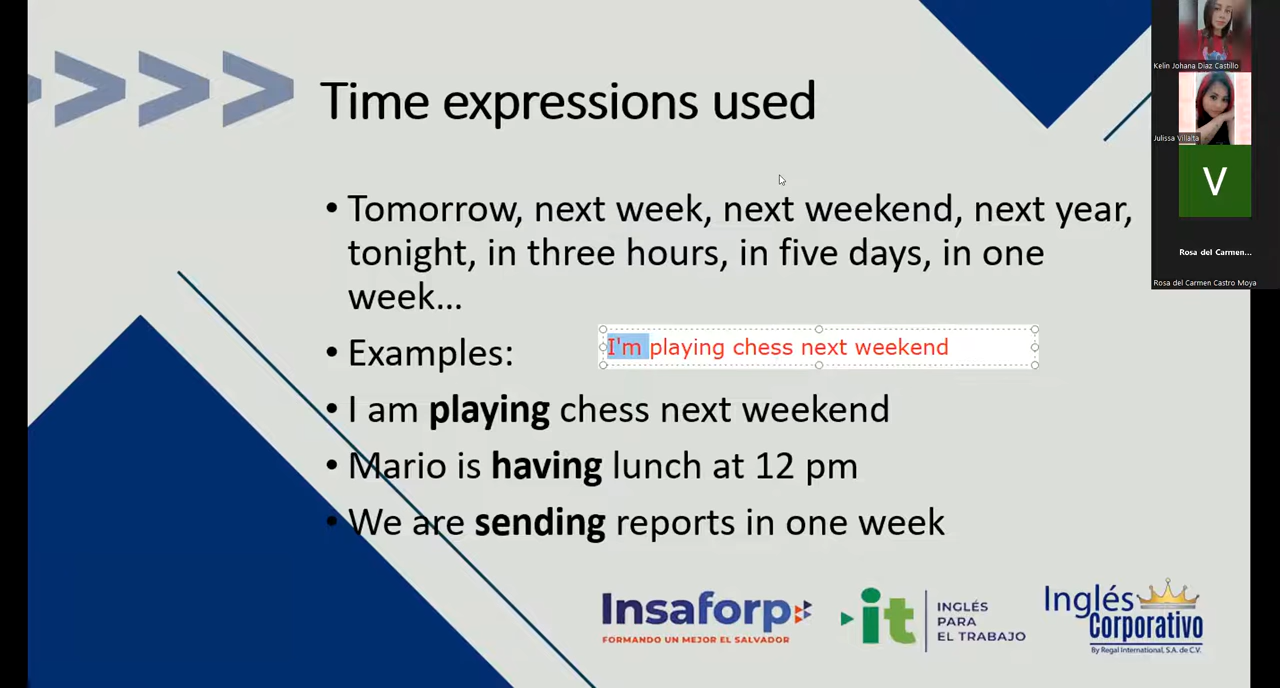 Time expressions used
• Tomorrow, next week, next weekend, next year,
tonight, in three hours, in five days, in one
week...
• Examples:
I'm playing chess next weekend
• I am playing chess next weekend
• Mario is having lunch at 12 pm
• We are sending reports in one week
Insaforp
FORMANDO UN MEJOR EL SALVADOR
it
INGLÉS
PARA
EL TRABAJO
Inglés
Corporativo
By Regal International, S.A. de C.V.
Kelin Johana Diaz Castillo
Julissa Villalta
V
Rosa del Carmen...
Rosa del Carmen Castro Moya